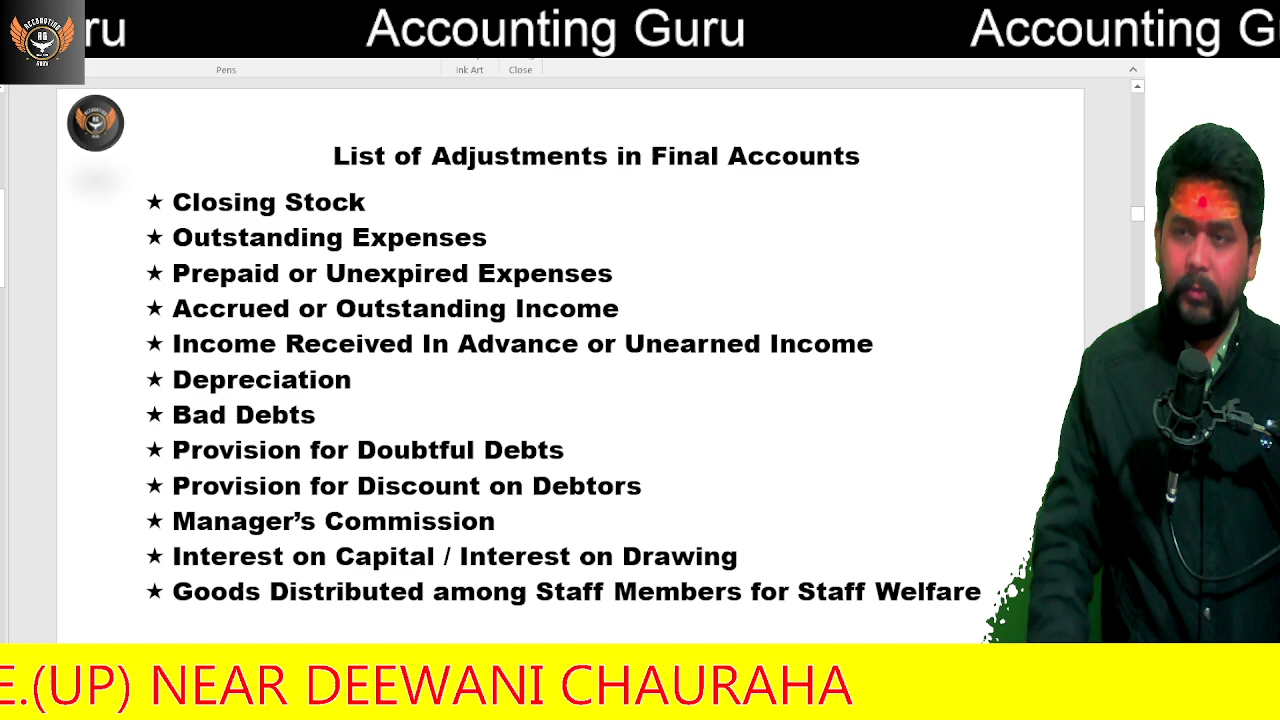 ru Accounting Guru Accounting G
ACCOUNTING
AG
GURU
Pens Ink Art Close
List of Adjustments in Final Accounts
★ Closing Stock
★ Outstanding Expenses
★ Prepaid or Unexpired Expenses
★ Accrued or Outstanding Income
★ Income Received In Advance or Unearned Income
★ Depreciation
★ Bad Debts
★ Provision for Doubtful Debts
★ Provision for Discount on Debtors
★ Manager’s Commission
★ Interest on Capital / Interest on Drawing
★ Goods Distributed among Staff Members for Staff Welfare
E.(UP) NEAR DEEWANI CHAURAHA